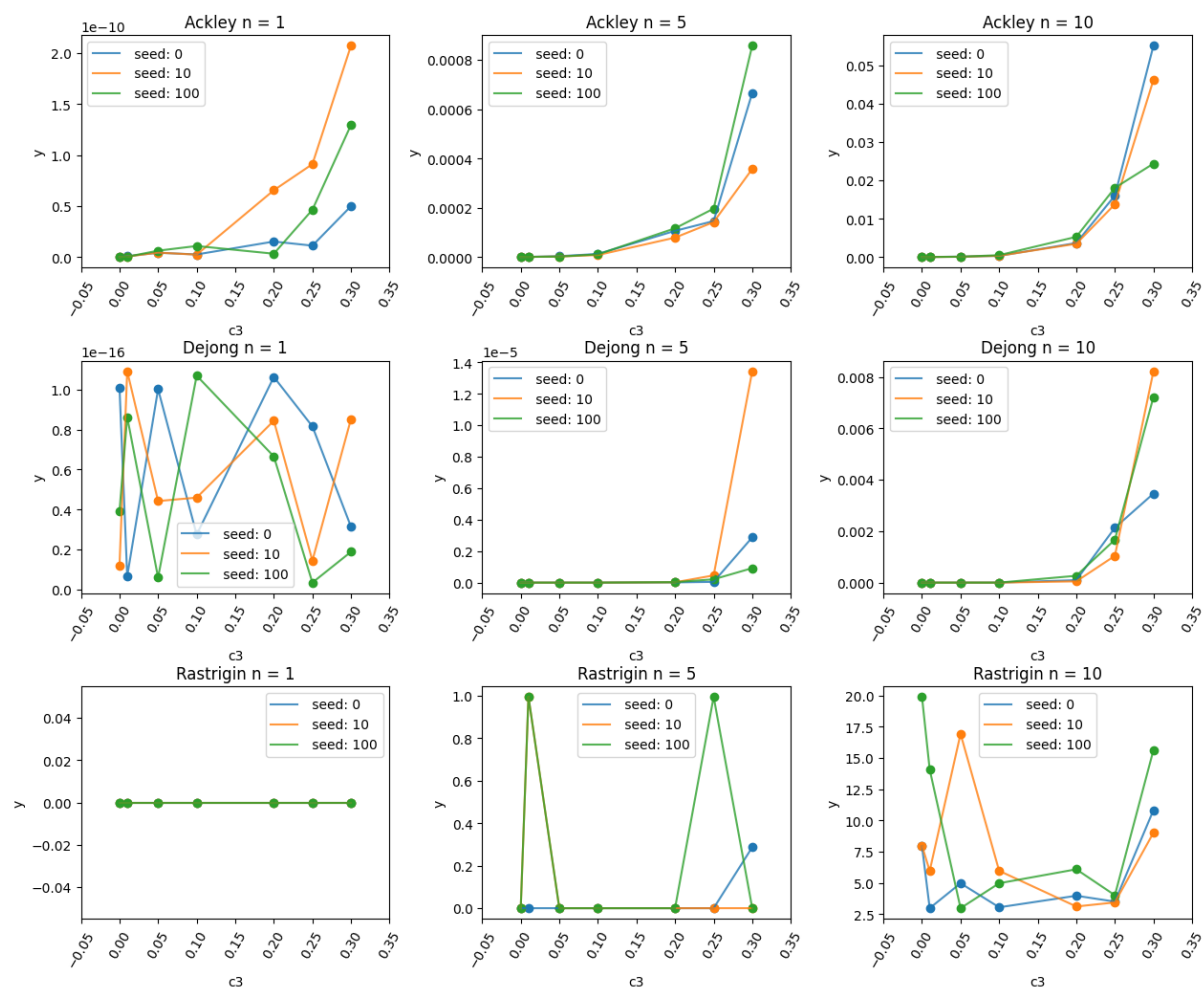 Ackley n = 1
1e−10
2.0
1.5
1.0
0.5
0.0
y
seed: 0
seed: 10
seed: 100
−0.05
0.00
0.05
0.10
0.15
0.20
0.25
0.30
0.35
c3
Ackley n = 5
0.0008
0.0006
0.0004
0.0002
0.0000
y
seed: 0
seed: 10
seed: 100
−0.05
0.00
0.05
0.10
0.15
0.20
0.25
0.30
0.35
c3
Ackley n = 10
0.05
0.04
0.03
0.02
0.01
0.00
y
seed: 0
seed: 10
seed: 100
−0.05
0.00
0.05
0.10
0.15
0.20
0.25
0.30
0.35
c3
Dejong n = 1
1e−16
1.0
0.8
0.6
0.4
0.2
0.0
y
seed: 0
seed: 10
seed: 100
−0.05
0.00
0.05
0.10
0.15
0.20
0.25
0.30
0.35
c3
Dejong n = 5
1e−5
1.4
1.2
1.0
0.8
0.6
0.4
0.2
0.0
y
seed: 0
seed: 10
seed: 100
−0.05
0.00
0.05
0.10
0.15
0.20
0.25
0.30
0.35
c3
Dejong n = 10
0.008
0.006
0.004
0.002
0.000
y
seed: 0
seed: 10
seed: 100
−0.05
0.00
0.05
0.10
0.15
0.20
0.25
0.30
0.35
c3
Rastrigin n = 1
0.04
0.02
0.00
−0.02
−0.04
y
seed: 0
seed: 10
seed: 100
−0.05
0.00
0.05
0.10
0.15
0.20
0.25
0.30
0.35
c3
Rastrigin n = 5
1.0
0.8
0.6
0.4
0.2
0.0
y
seed: 0
seed: 10
seed: 100
−0.05
0.00
0.05
0.10
0.15
0.20
0.25
0.30
0.35
c3
Rastrigin n = 10
20.0
17.5
15.0
12.5
10.0
7.5
5.0
2.5
y
seed: 0
seed: 10
seed: 100
−0.05
0.00
0.05
0.10
0.15
0.20
0.25
0.30
0.35
c3